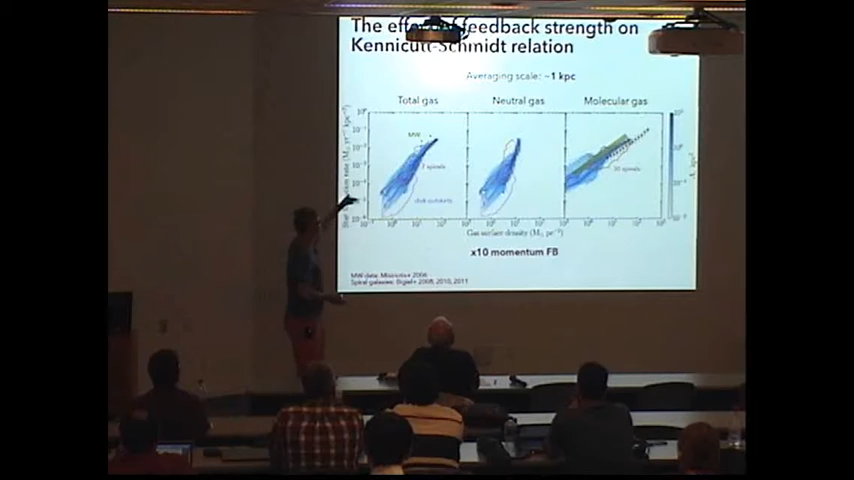 The effect of feedback strength on
Kennicutt-Schmidt relation
Averaging scale: ~1 kpc
Total gas
Neutral gas
Molecular gas
MW
7 spirals
disk outskirts
30 spirals
Gas surface density (M⊙ pc⁻²)
x10 momentum FB
MW data: Misiriotis+ 2006
Spiral galaxies: Bigiel+ 2008, 2010, 2011